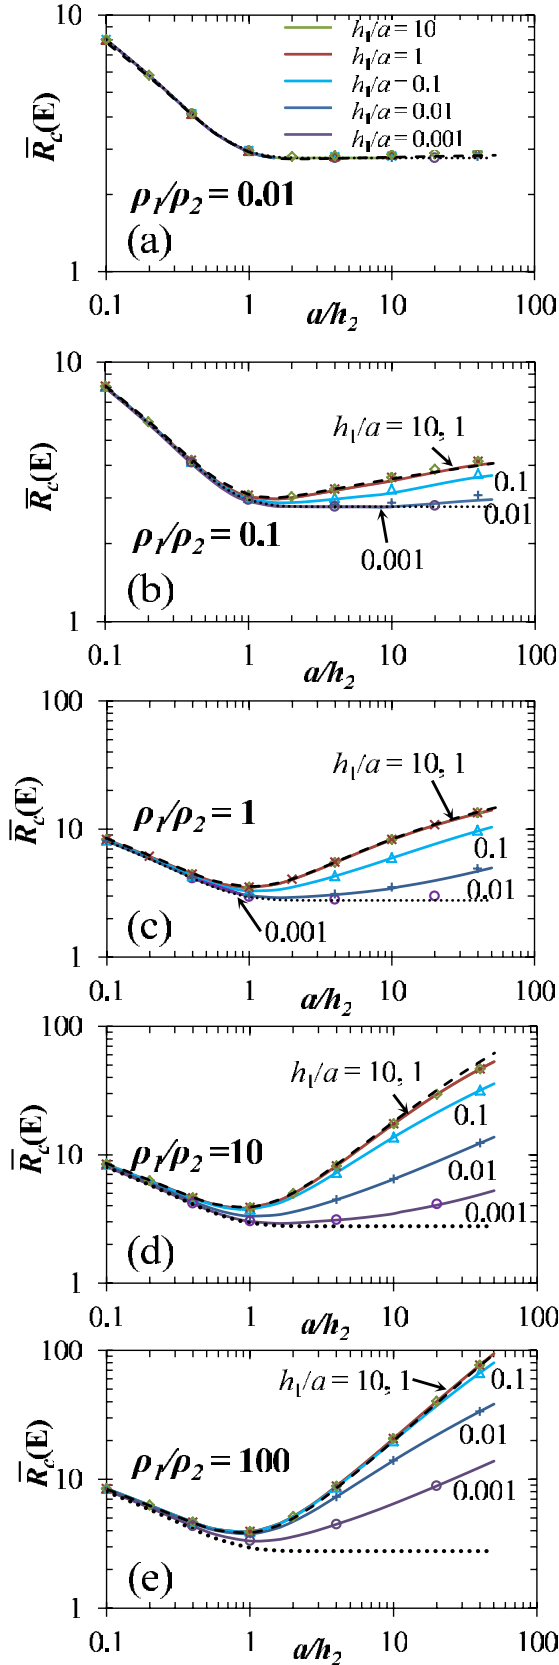 10
h₁/a = 10
h₁/a = 1
h₁/a = 0.1
h₁/a = 0.01
h₁/a = 0.001
R̅c(E)
ρ₁/ρ₂ = 0.01
(a)
1
0.1 1 10 100
a/h₂
10
h₁/a = 10, 1
0.1
0.01
R̅c(E)
ρ₁/ρ₂ = 0.1
0.001
(b)
1
0.1 1 10 100
a/h₂
100
h₁/a = 10, 1
R̅c(E)
ρ₁/ρ₂ = 1
10
0.1
0.01
0.001
(c)
1
0.1 1 10 100
a/h₂
100
h₁/a = 10, 1
0.1
R̅c(E)
ρ₁/ρ₂ =10
10
0.01
0.001
(d)
1
0.1 1 10 100
a/h₂
100
h₁/a = 10, 1
0.1
0.01
R̅c(E)
ρ₁/ρ₂ = 100
10
0.001
(e)
1
0.1 1 10 100
a/h₂